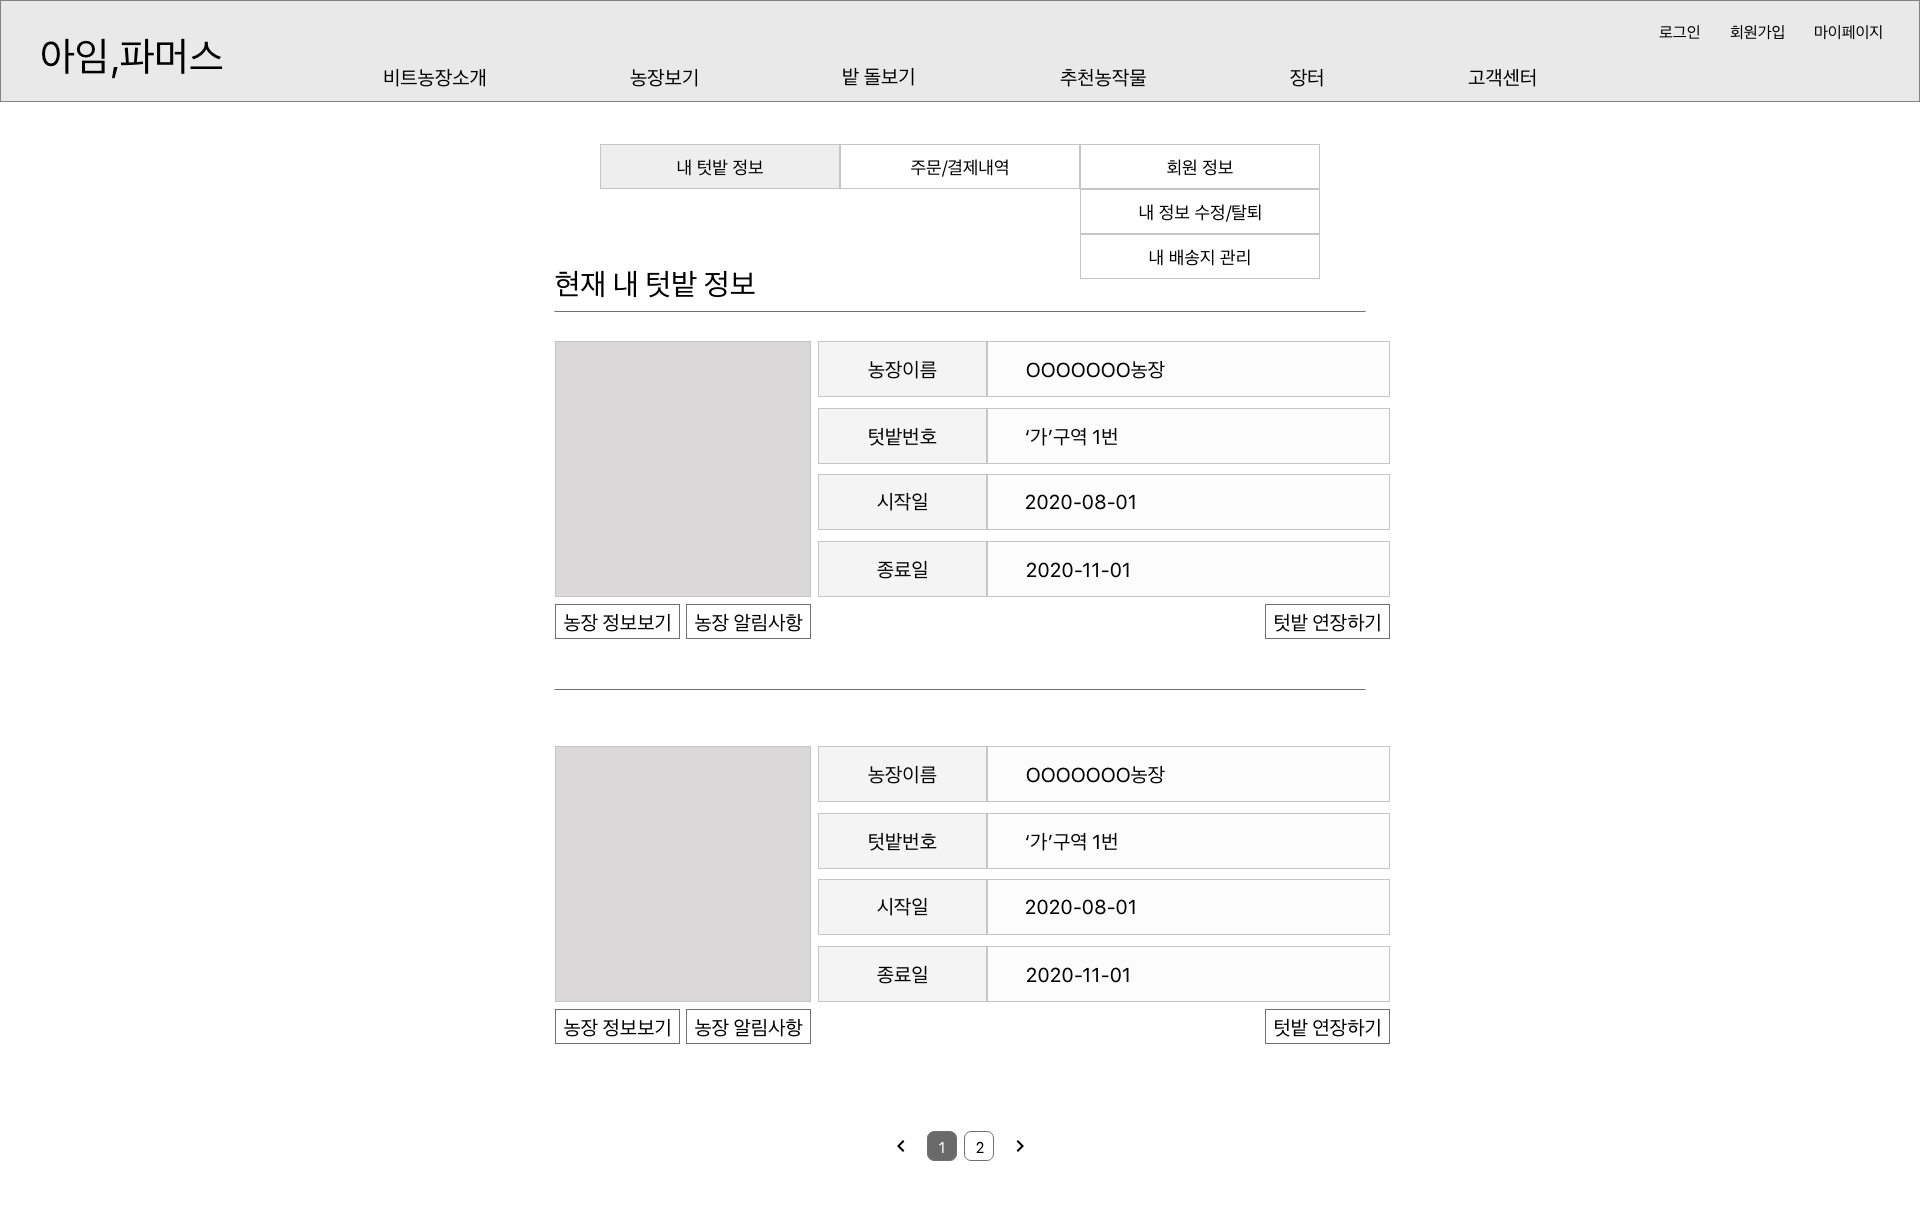 로그인 회원가입 마이페이지
아임,파머스
비트농장소개 농장보기 밭 돌보기 추천농작물 장터 고객센터
내 텃밭 정보 주문/결제내역 회원 정보
내 정보 수정/탈퇴
내 배송지 관리
현재 내 텃밭 정보
농장이름 OOOOOOO농장
텃밭번호 ‘가’구역 1번
시작일 2020-08-01
종료일 2020-11-01
농장 정보보기 농장 알림사항 텃밭 연장하기
농장이름 OOOOOOO농장
텃밭번호 ‘가’구역 1번
시작일 2020-08-01
종료일 2020-11-01
농장 정보보기 농장 알림사항 텃밭 연장하기
1 2